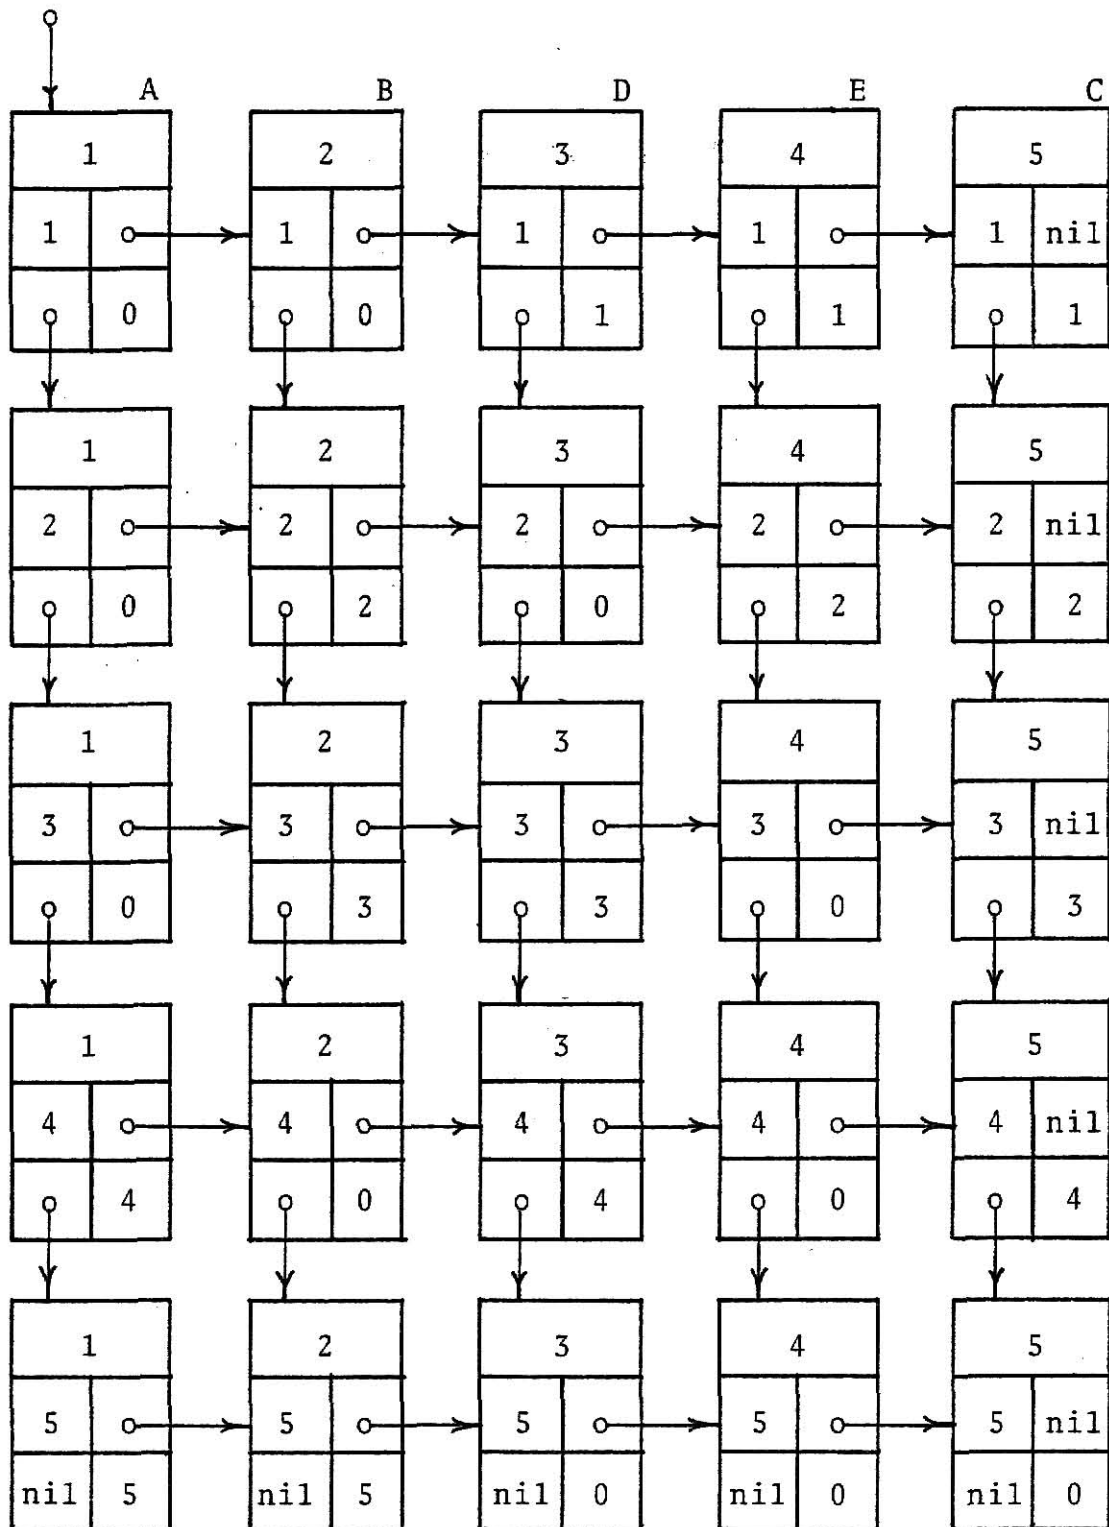 A B D E C
1 2 3 4 5
1 1 1 1 1 nil
0 0 1 1 1
1 2 3 4 5
2 2 2 2 2 nil
0 2 0 2 2
1 2 3 4 5
3 3 3 3 3 nil
0 3 3 0 3
1 2 3 4 5
4 4 4 4 4 nil
4 0 4 0 4
1 2 3 4 5
5 5 5 5 5 nil
nil 5 nil 5 nil 0 nil 0 nil 0